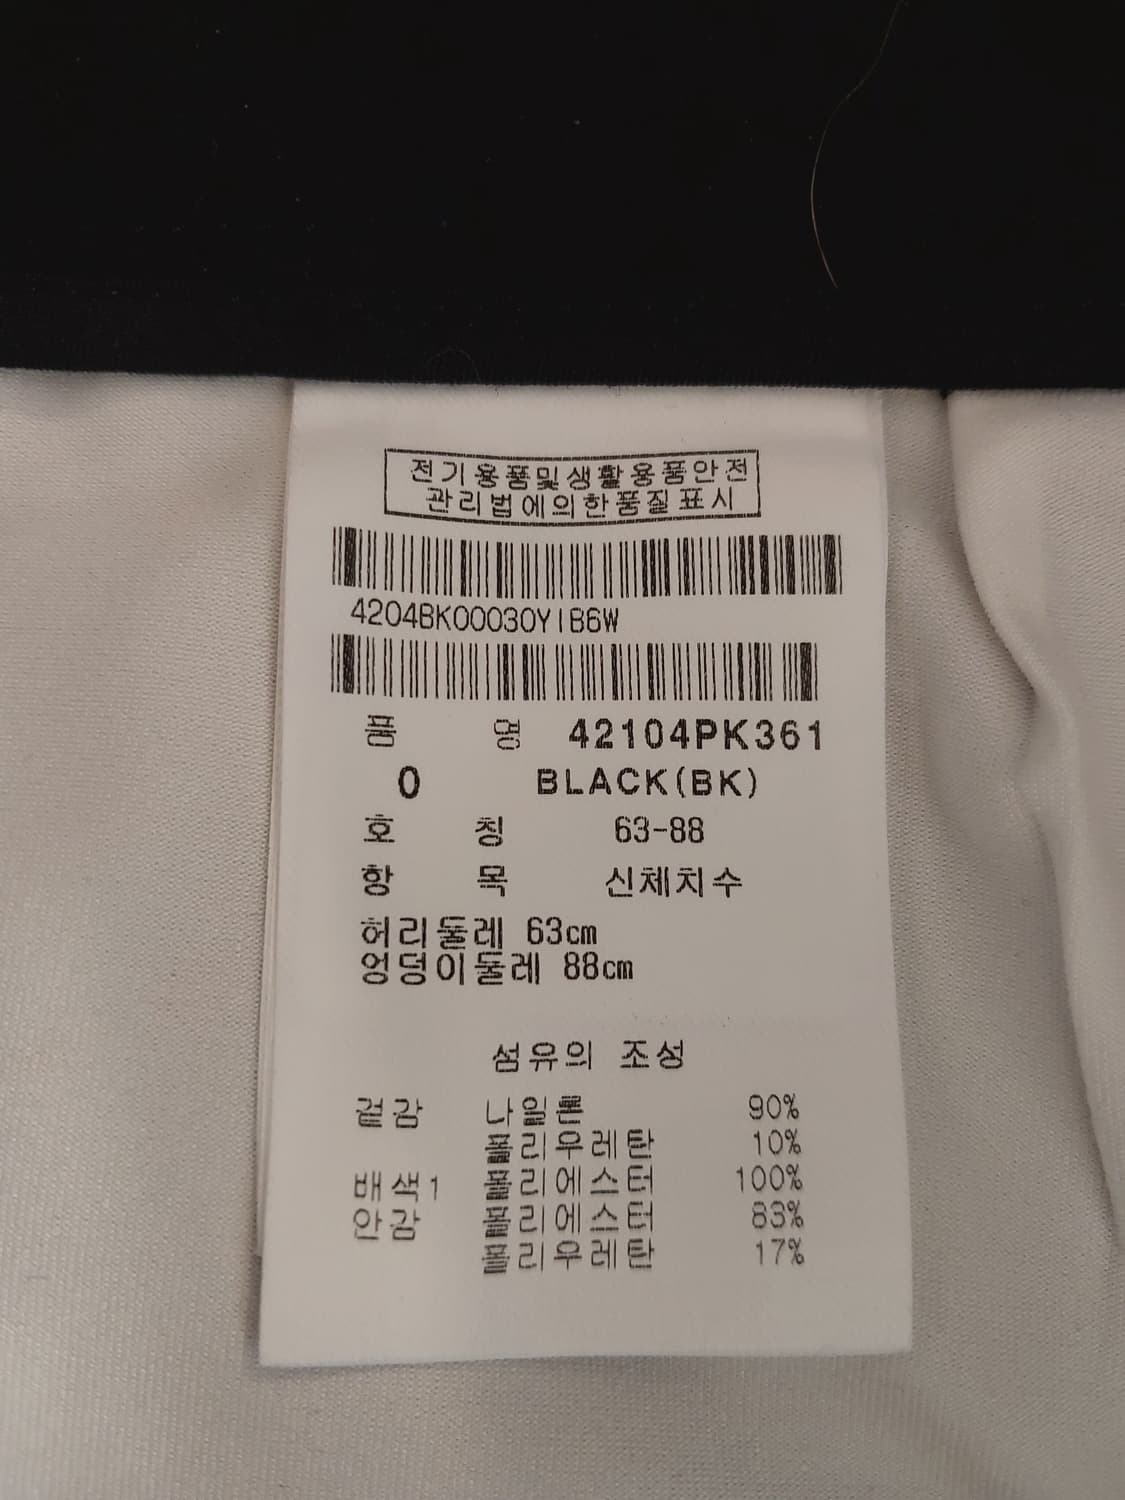 전기용품및생활용품안전
관리법에의한품질표시
4204BK00030YIB6W
품 명 42104PK361
0 BLACK(BK)
호 칭 63-88
항 목 신체치수
허리둘레 63cm
엉덩이둘레 88cm
섬유의 조성
겉감 나일론 90%
폴리우레탄 10%
배색1 폴리에스터 100%
안감 폴리에스터 83%
폴리우레탄 17%